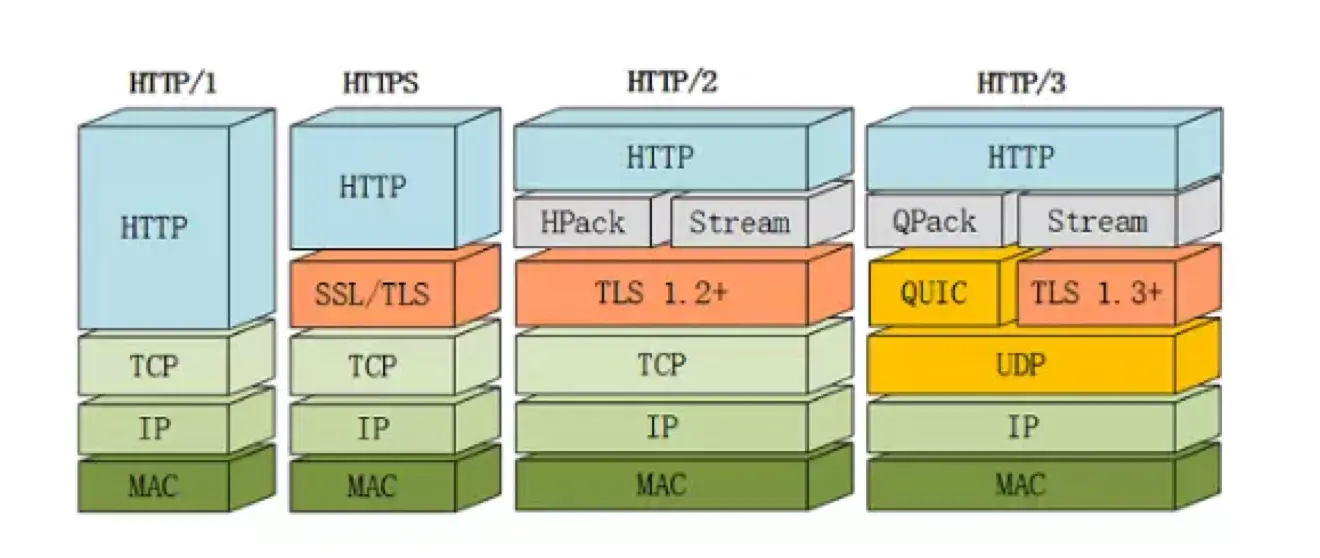 HTTP/1 HTTPS HTTP/2 HTTP/3
HTTP HTTP HTTP HTTP
HPack Stream QPack Stream
SSL/TLS TLS 1.2+ QUIC TLS 1.3+
TCP TCP TCP UDP
IP IP IP IP
MAC MAC MAC MAC